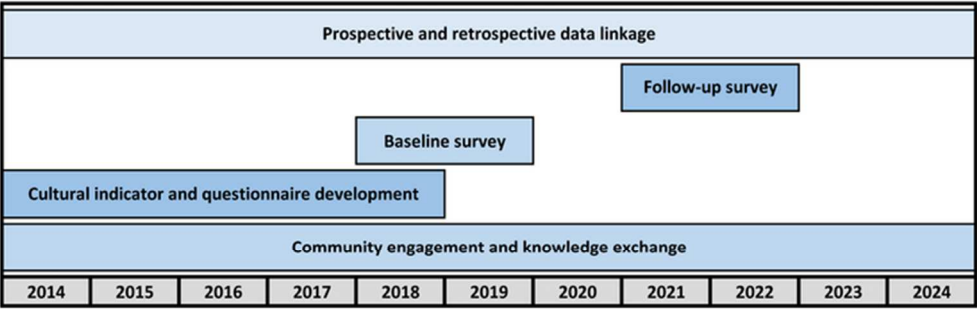 Prospective and retrospective data linkage
Follow-up survey
Baseline survey
Cultural indicator and questionnaire development
Community engagement and knowledge exchange
2014 2015 2016 2017 2018 2019 2020 2021 2022 2023 2024